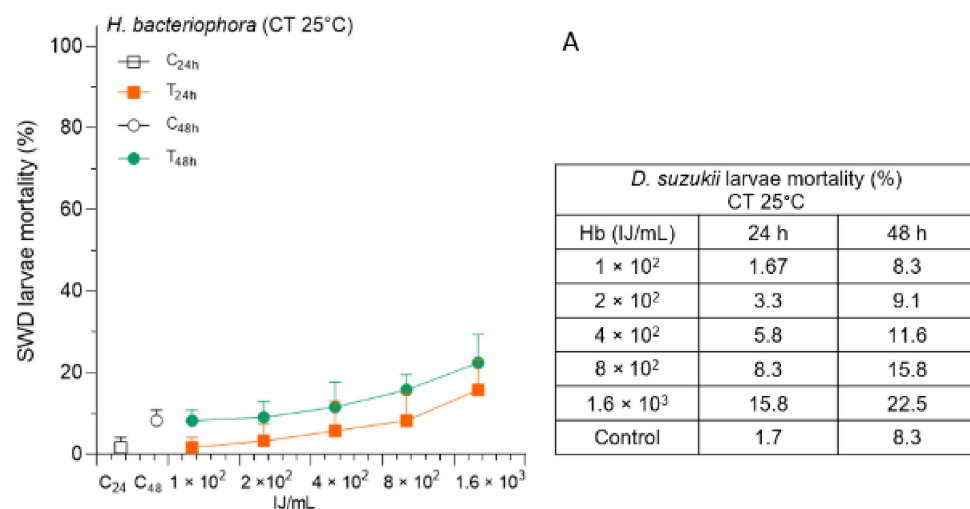 H. bacteriophora (CT 25°C)
A
C24h
T24h
C48h
T48h
SWD larvae mortality (%)
100
80
60
40
20
0
C24 C48 1 × 10² 2×10² 4 × 10² 8 × 10² 1.6 × 10³
IJ/mL
D. suzukii larvae mortality (%)
CT 25°C
Hb (IJ/mL) 24 h 48 h
1 × 10² 1.67 8.3
2 × 10² 3.3 9.1
4 × 10² 5.8 11.6
8 × 10² 8.3 15.8
1.6 × 10³ 15.8 22.5
Control 1.7 8.3